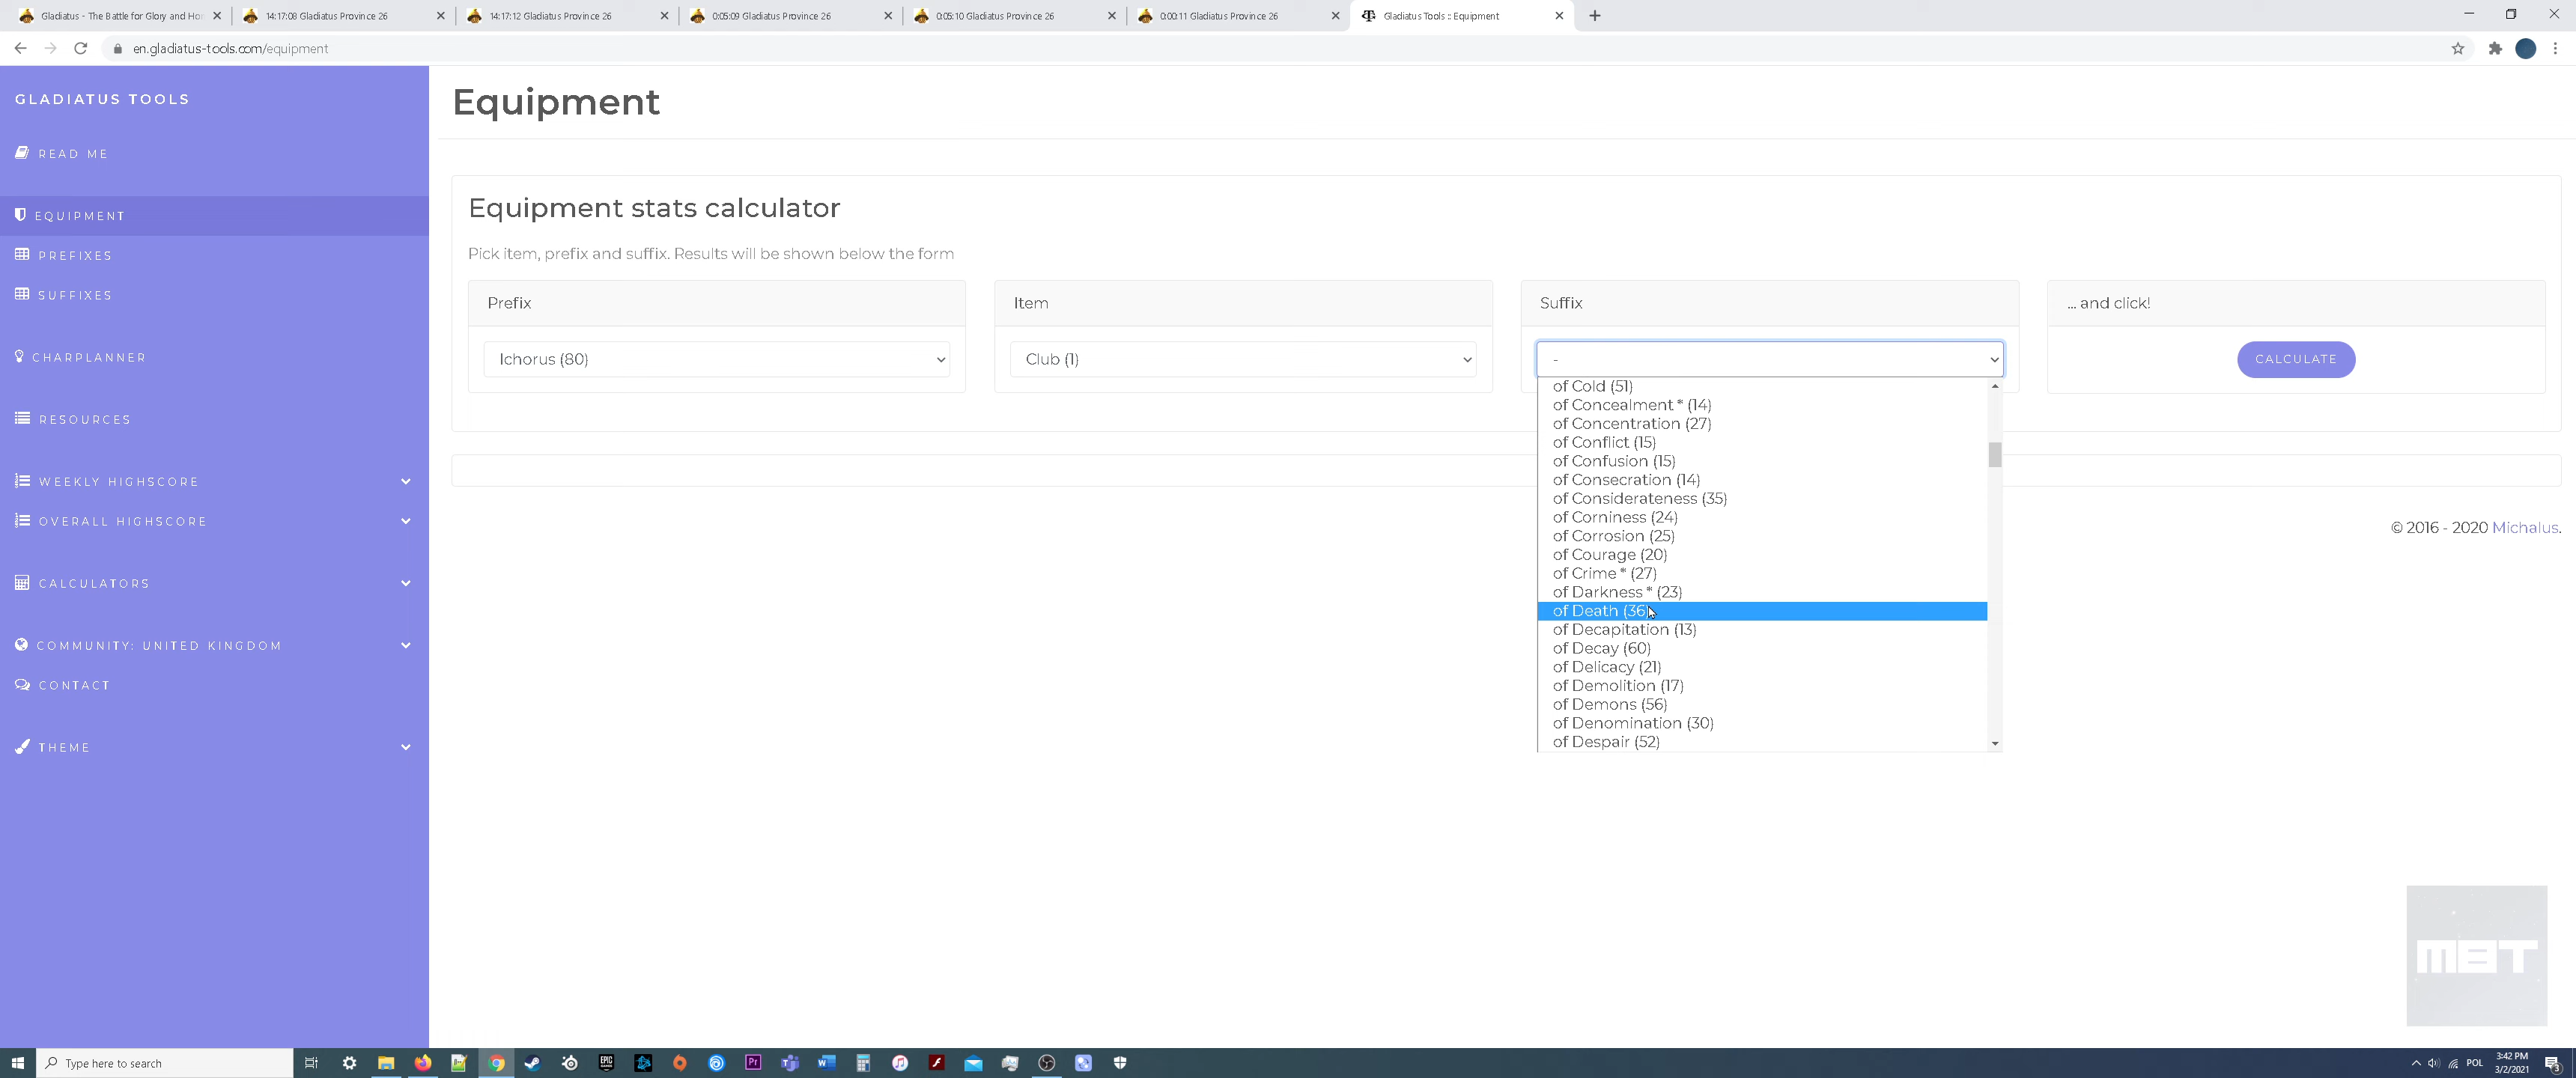 Gladiatus - The Battle for Glory and Hor
14:17:08 Gladiatus Province 26
14:17:12 Gladiatus Province 26
0:05:09 Gladiatus Province 26
0:05:10 Gladiatus Province 26
0:00:11 Gladiatus Province 26
Gladiatus Tools :: Equipment
en.gladiatus-tools.com/equipment
GLADIATUS TOOLS
READ ME
EQUIPMENT
PREFIXES
SUFFIXES
CHARPLANNER
RESOURCES
WEEKLY HIGHSCORE
OVERALL HIGHSCORE
CALCULATORS
COMMUNITY: UNITED KINGDOM
CONTACT
THEME
Equipment
Equipment stats calculator
Pick item, prefix and suffix. Results will be shown below the form
Prefix
Ichorus (80)
Item
Club (1)
Suffix
-
of Cold (51)
of Concealment * (14)
of Concentration (27)
of Conflict (15)
of Confusion (15)
of Consecration (14)
of Considerateness (35)
of Corniness (24)
of Corrosion (25)
of Courage (20)
of Crime * (27)
of Darkness * (23)
of Death (36)
of Decapitation (13)
of Decay (60)
of Delicacy (21)
of Demolition (17)
of Demons (56)
of Denomination (30)
of Despair (52)
... and click!
CALCULATE
© 2016 - 2020 Michalus.
MBT
Type here to search
EPIC GAMES
Pr
W
POL
3:42 PM
3/2/2021
3